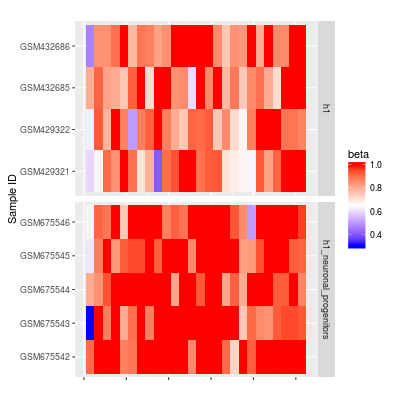 Sample ID
GSM432686
GSM432685
GSM429322
GSM429321
h1
GSM675546
GSM675545
GSM675544
GSM675543
GSM675542
h1_neuronal_progenitors
beta
1.0
0.8
0.6
0.4